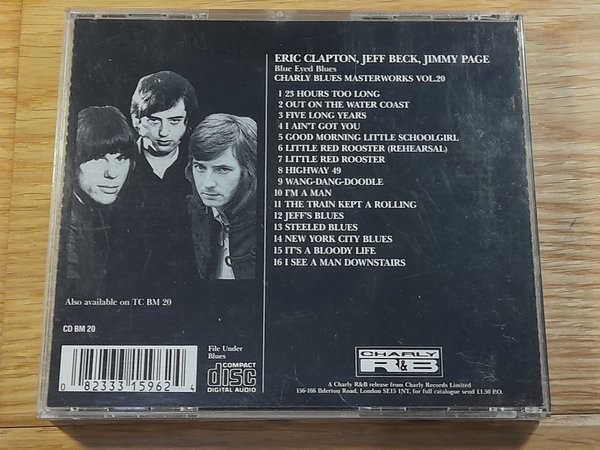 ERIC CLAPTON, JEFF BECK, JIMMY PAGE
Blue Eyed Blues
CHARLY BLUES MASTERWORKS VOL.20
1 23 HOURS TOO LONG
2 OUT ON THE WATER COAST
3 FIVE LONG YEARS
4 I AIN'T GOT YOU
5 GOOD MORNING LITTLE SCHOOLGIRL
6 LITTLE RED ROOSTER (REHEARSAL)
7 LITTLE RED ROOSTER
8 HIGHWAY 49
9 WANG-DANG-DOODLE
10 I'M A MAN
11 THE TRAIN KEPT A ROLLING
12 JEFF'S BLUES
13 STEELED BLUES
14 NEW YORK CITY BLUES
15 IT'S A BLOODY LIFE
16 I SEE A MAN DOWNSTAIRS
Also available on TC BM 20
CD BM 20
0 82333 15962 4
File Under
Blues
COMPACT
disc
DIGITAL AUDIO
CHARLY
R&B
A Charly R&B release from Charly Records Limited
156-166 Ilderton Road, London SE15 1NT, for full catalogue send £1.50 P.O.